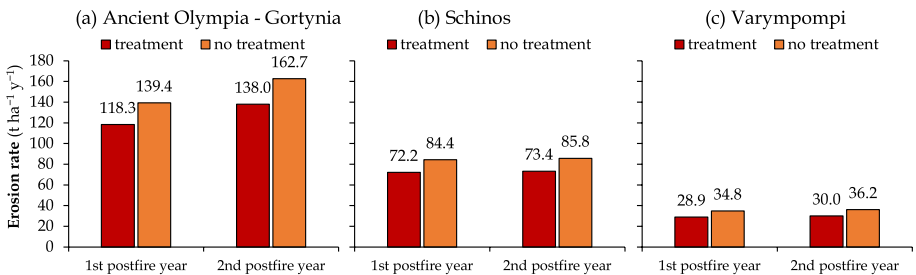 (a) Ancient Olympia - Gortynia
(b) Schinos
(c) Varympompi
treatment no treatment
treatment no treatment
treatment no treatment
Erosion rate (t ha⁻¹ y⁻¹)
180
160
140
120
100
80
60
40
20
0
118.3
139.4
138.0
162.7
72.2
84.4
73.4
85.8
28.9
34.8
30.0
36.2
1st postfire year
2nd postfire year
1st postfire year
2nd postfire year
1st postfire year
2nd postfire year